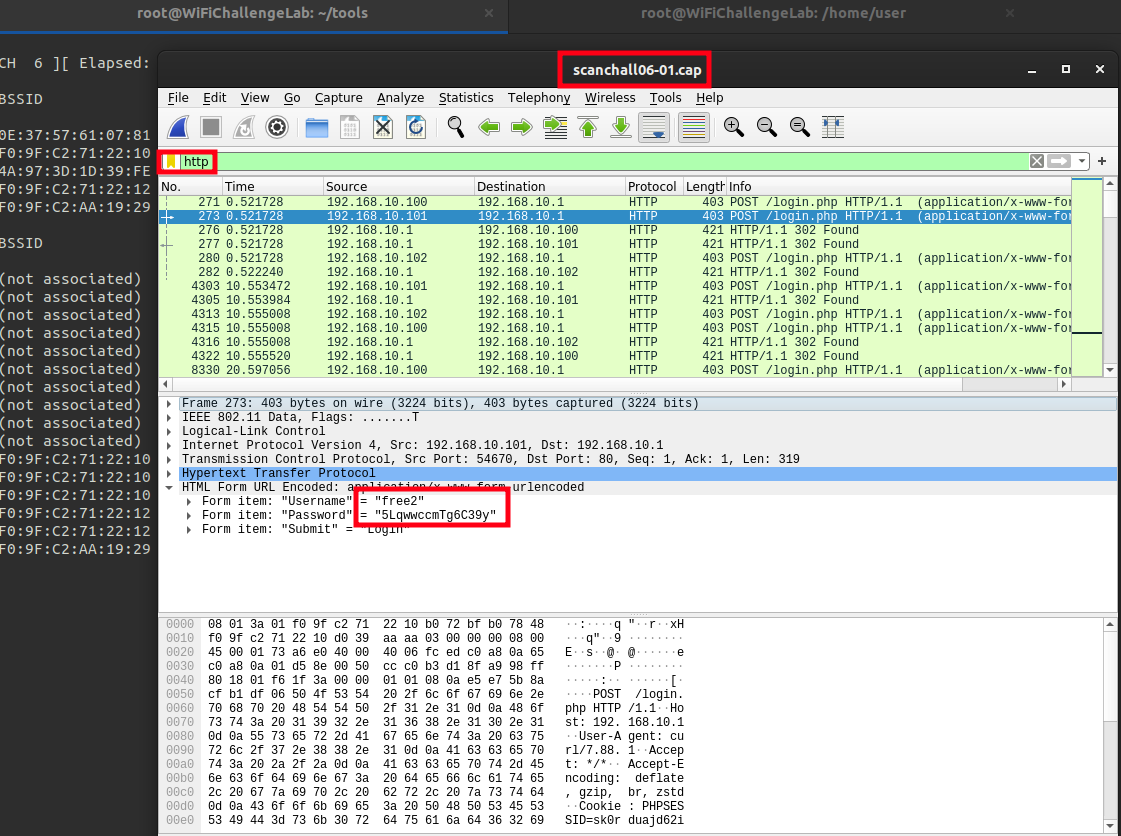 root@WiFiChallengeLab: ~/tools × root@WiFiChallengeLab: /home/user ×
CH 6 ][ Elapsed:
BSSID
0E:37:57:61:07:81
F0:9F:C2:71:22:10
4A:97:3D:1D:39:FE
F0:9F:C2:71:22:12
F0:9F:C2:AA:19:29
BSSID
(not associated)
(not associated)
(not associated)
(not associated)
(not associated)
(not associated)
(not associated)
(not associated)
(not associated)
(not associated)
F0:9F:C2:71:22:10
F0:9F:C2:71:22:10
F0:9F:C2:71:22:12
F0:9F:C2:71:22:12
F0:9F:C2:71:22:12
F0:9F:C2:AA:19:29
scanchall06-01.cap
File Edit View Go Capture Analyze Statistics Telephony Wireless Tools Help
http
No. Time Source Destination Protocol Length Info
271 0.521728 192.168.10.100 192.168.10.1 HTTP 403 POST /login.php HTTP/1.1 (application/x-www-for
273 0.521728 192.168.10.101 192.168.10.1 HTTP 403 POST /login.php HTTP/1.1 (application/x-www-for
276 0.521728 192.168.10.1 192.168.10.100 HTTP 421 HTTP/1.1 302 Found
277 0.521728 192.168.10.1 192.168.10.101 HTTP 421 HTTP/1.1 302 Found
280 0.521728 192.168.10.102 192.168.10.1 HTTP 403 POST /login.php HTTP/1.1 (application/x-www-for
282 0.522240 192.168.10.1 192.168.10.102 HTTP 421 HTTP/1.1 302 Found
4303 10.553472 192.168.10.101 192.168.10.1 HTTP 403 POST /login.php HTTP/1.1 (application/x-www-for
4305 10.553984 192.168.10.1 192.168.10.101 HTTP 421 HTTP/1.1 302 Found
4313 10.555008 192.168.10.102 192.168.10.1 HTTP 403 POST /login.php HTTP/1.1 (application/x-www-for
4315 10.555008 192.168.10.100 192.168.10.1 HTTP 403 POST /login.php HTTP/1.1 (application/x-www-for
4316 10.555008 192.168.10.1 192.168.10.102 HTTP 421 HTTP/1.1 302 Found
4322 10.555520 192.168.10.1 192.168.10.100 HTTP 421 HTTP/1.1 302 Found
8330 20.597056 192.168.10.100 192.168.10.1 HTTP 403 POST /login.php HTTP/1.1 (application/x-www-for
Frame 273: 403 bytes on wire (3224 bits), 403 bytes captured (3224 bits)
IEEE 802.11 Data, Flags: .......T
Logical-Link Control
Internet Protocol Version 4, Src: 192.168.10.101, Dst: 192.168.10.1
Transmission Control Protocol, Src Port: 54670, Dst Port: 80, Seq: 1, Ack: 1, Len: 319
Hypertext Transfer Protocol
HTML Form URL Encoded: application/x-www-form-urlencoded
Form item: "Username" = "free2"
Form item: "Password" = "5LqwwccmTg6C39y"
Form item: "Submit" = "Login"
0000 08 01 3a 01 f0 9f c2 71 22 10 b0 72 bf b0 78 48 ··:····q "··r··xH
0010 f0 9f c2 71 22 10 d0 39 aa aa 03 00 00 00 08 00 ···q"··9 ········
0020 45 00 01 73 a6 e0 40 00 40 06 fc ed c0 a8 0a 65 E··s··@· @······e
0030 c0 a8 0a 01 d5 8e 00 50 cc c0 b3 d1 8f a9 98 ff ·······P ········
0040 80 18 01 f6 1f 3a 00 00 01 01 08 0a e5 e7 5b 8a ·····:·· ······[·
0050 cf b1 df 06 50 4f 53 54 20 2f 6c 6f 67 69 6e 2e ····POST /login.
0060 70 68 70 20 48 54 54 50 2f 31 2e 31 0d 0a 48 6f php HTTP /1.1··Ho
0070 73 74 3a 20 31 39 32 2e 31 36 38 2e 31 30 2e 31 st: 192. 168.10.1
0080 0d 0a 55 73 65 72 2d 41 67 65 6e 74 3a 20 63 75 ··User-A gent: cu
0090 72 6c 2f 37 2e 38 38 2e 31 0d 0a 41 63 63 65 70 rl/7.88. 1··Accep
00a0 74 3a 20 2a 2f 2a 0d 0a 41 63 63 65 70 74 2d 45 t: */*·· Accept-E
00b0 6e 63 6f 64 69 6e 67 3a 20 64 65 66 6c 61 74 65 ncoding: deflate
00c0 2c 20 67 7a 69 70 2c 20 62 72 2c 20 7a 73 74 64 , gzip, br, zstd
00d0 0d 0a 43 6f 6f 6b 69 65 3a 20 50 48 50 53 45 53 ··Cookie : PHPSES
00e0 53 49 44 3d 73 6b 30 72 64 75 61 6a 64 36 32 69 SID=sk0r duajd62i